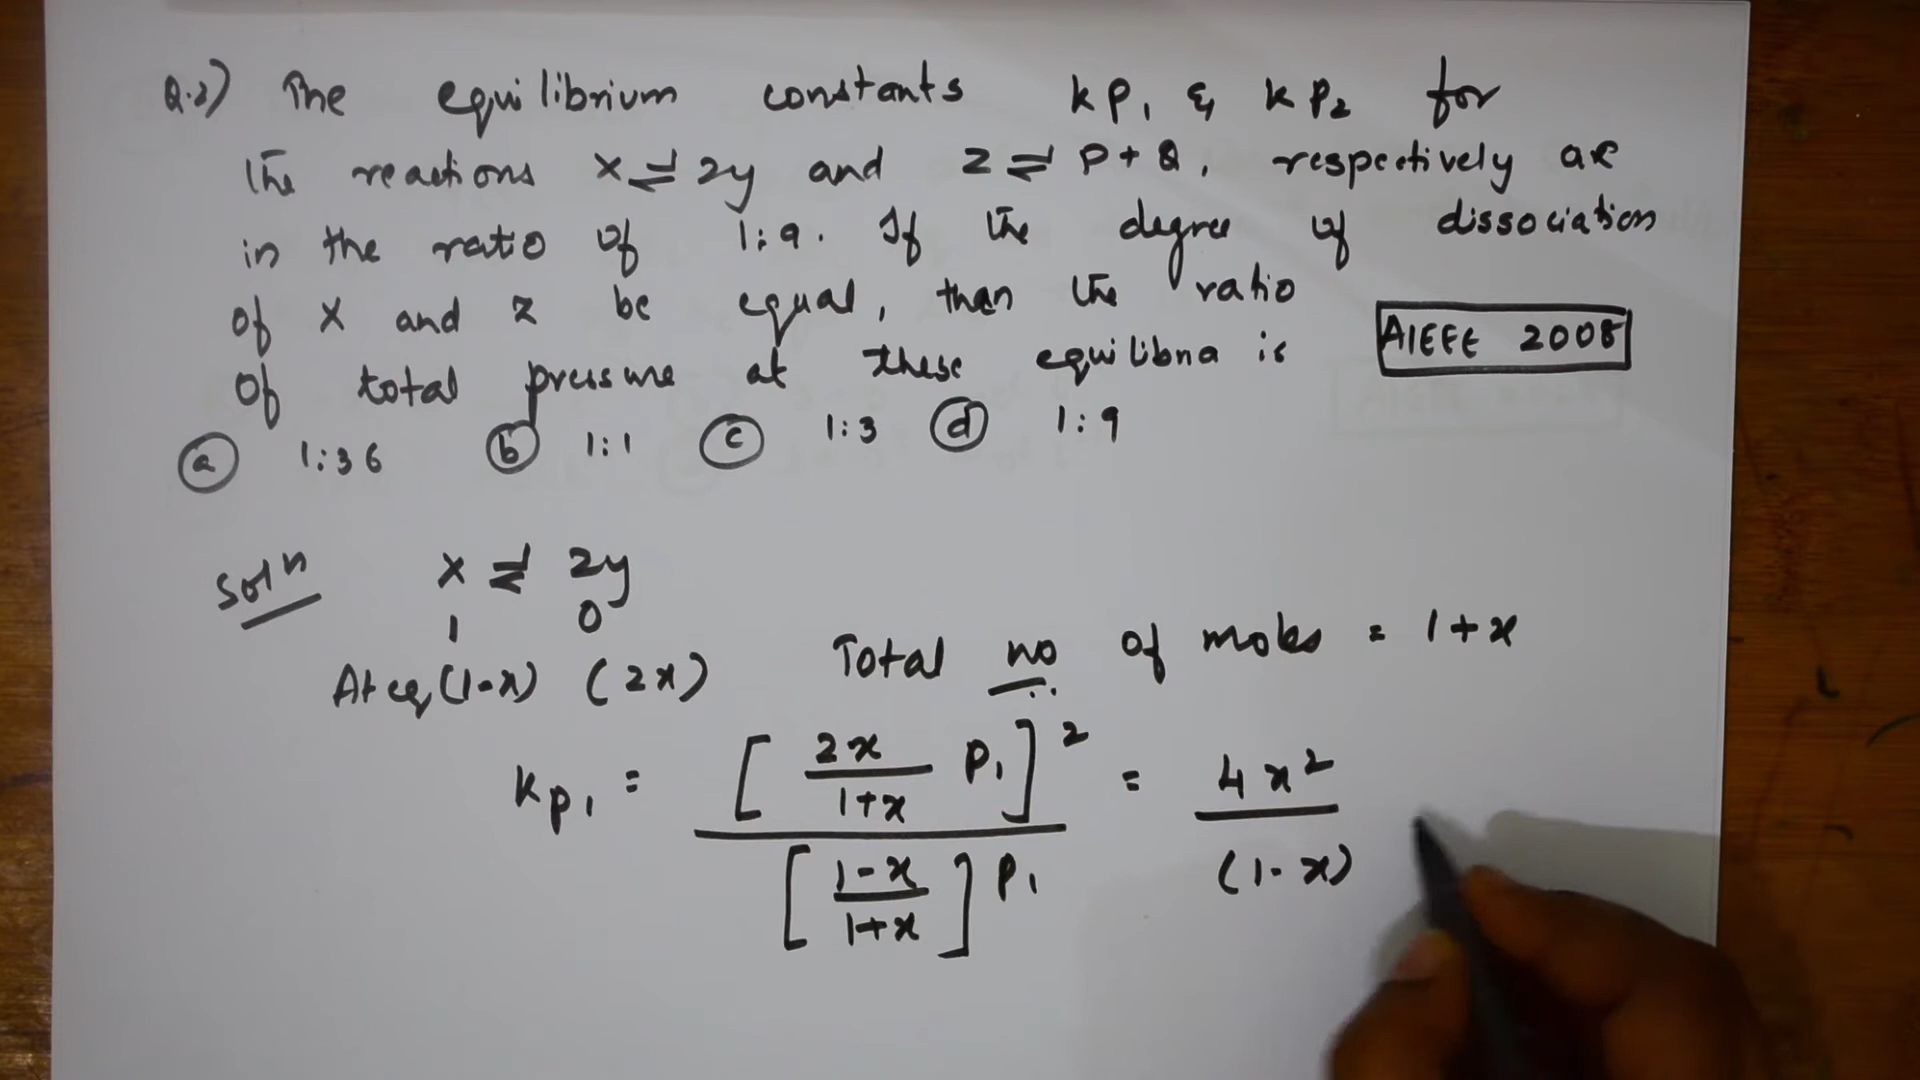 Q.2) The equilibrium constants kp₁ & kp₂ for
the reactions x ⇌ 2y and Z ⇌ P + Q, respectively are
in the ratio of 1:9. If the degree of dissociation
of X and Z be equal, then the ratio
of total pressure at these equilibria is
AIEEE 2008
(a) 1:36 (b) 1:1 (c) 1:3 (d) 1:9
Solⁿ x ⇌ 2y
1 0
At eq (1-x) (2x) Total no of moles = 1+x
kp₁ = [2x/1+x P₁]² / [1-x/1+x] P₁ = 4x²/(1-x)